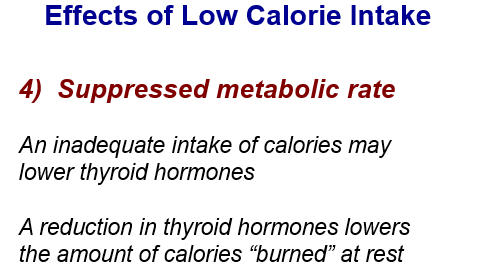 Effects of Low Calorie Intake
4) Suppressed metabolic rate
An inadequate intake of calories may
lower thyroid hormones
A reduction in thyroid hormones lowers
the amount of calories “burned” at rest